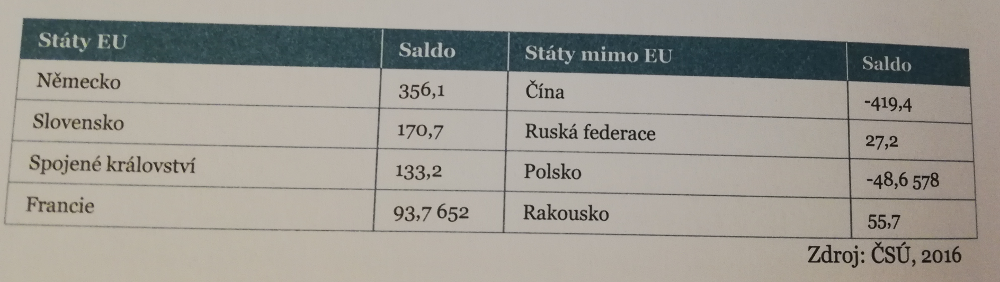 Státy EU Saldo Státy mimo EU Saldo
Německo 356,1 Čína -419,4
Slovensko 170,7 Ruská federace 27,2
Spojené království 133,2 Polsko -48,6 578
Francie 93,7 652 Rakousko 55,7
Zdroj: ČSÚ, 2016